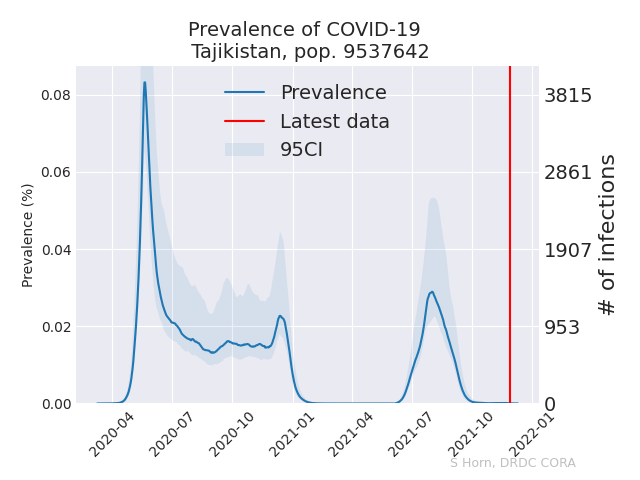 Prevalence of COVID-19
Tajikistan, pop. 9537642
Prevalence
Latest data
95CI
Prevalence (%)
0.08
0.06
0.04
0.02
0.00
3815
2861
1907
953
0
# of infections
2020-04
2020-07
2020-10
2021-01
2021-04
2021-07
2021-10
2022-01
S Horn, DRDC CORA